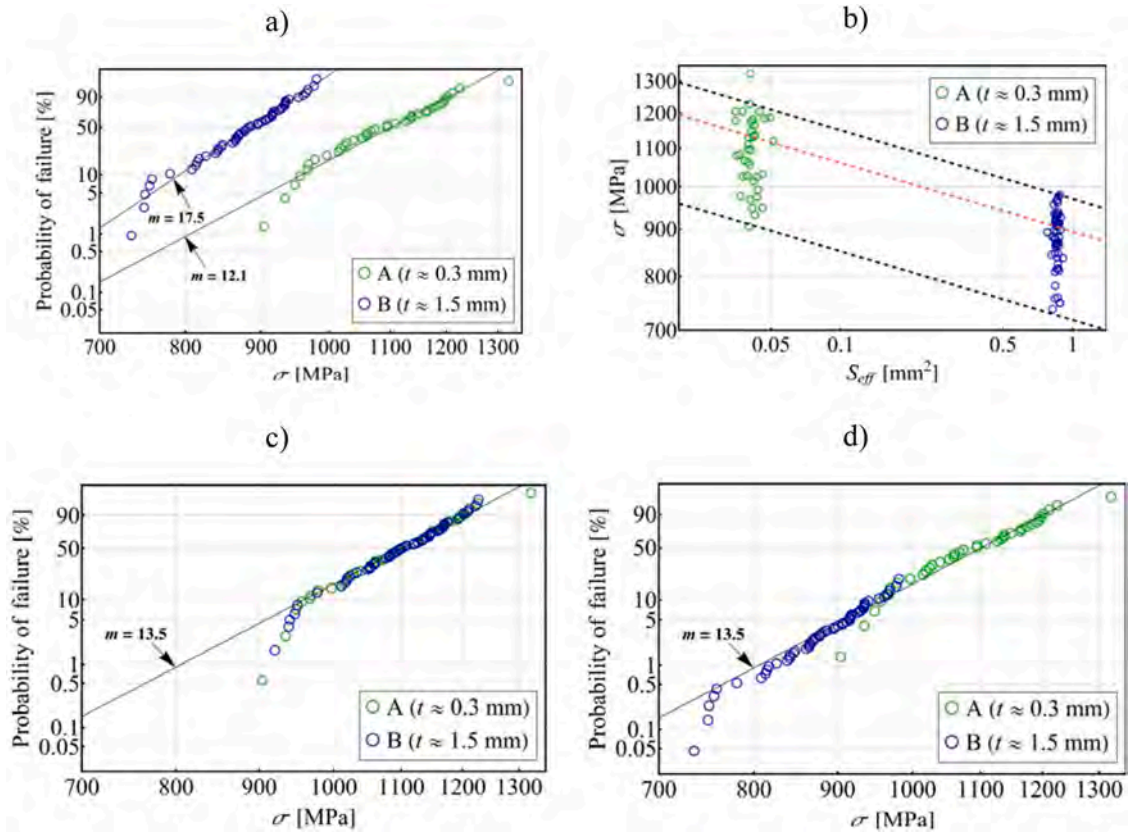 a)
Probability of failure [%]
90
50
10
5
1
0.5
0.1
0.05
m = 17.5
m = 12.1
A (t ≈ 0.3 mm)
B (t ≈ 1.5 mm)
700 800 900 1000 1100 1200 1300
σ [MPa]
b)
σ [MPa]
1300
1200
1100
1000
900
800
700
A (t ≈ 0.3 mm)
B (t ≈ 1.5 mm)
0.05 0.1 0.5 1
Seff [mm²]
c)
Probability of failure [%]
90
50
10
5
1
0.5
0.1
0.05
m = 13.5
A (t ≈ 0.3 mm)
B (t ≈ 1.5 mm)
700 800 900 1000 1100 1200 1300
σ [MPa]
d)
Probability of failure [%]
90
50
10
5
1
0.5
0.1
0.05
m = 13.5
A (t ≈ 0.3 mm)
B (t ≈ 1.5 mm)
700 800 900 1000 1100 1200 1300
σ [MPa]